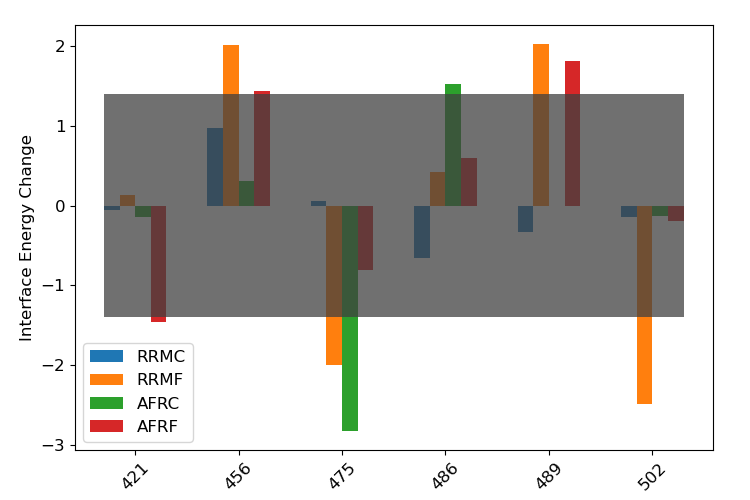 Interface Energy Change
2
1
0
−1
−2
−3
RRMC
RRMF
AFRC
AFRF
421
456
475
486
489
502